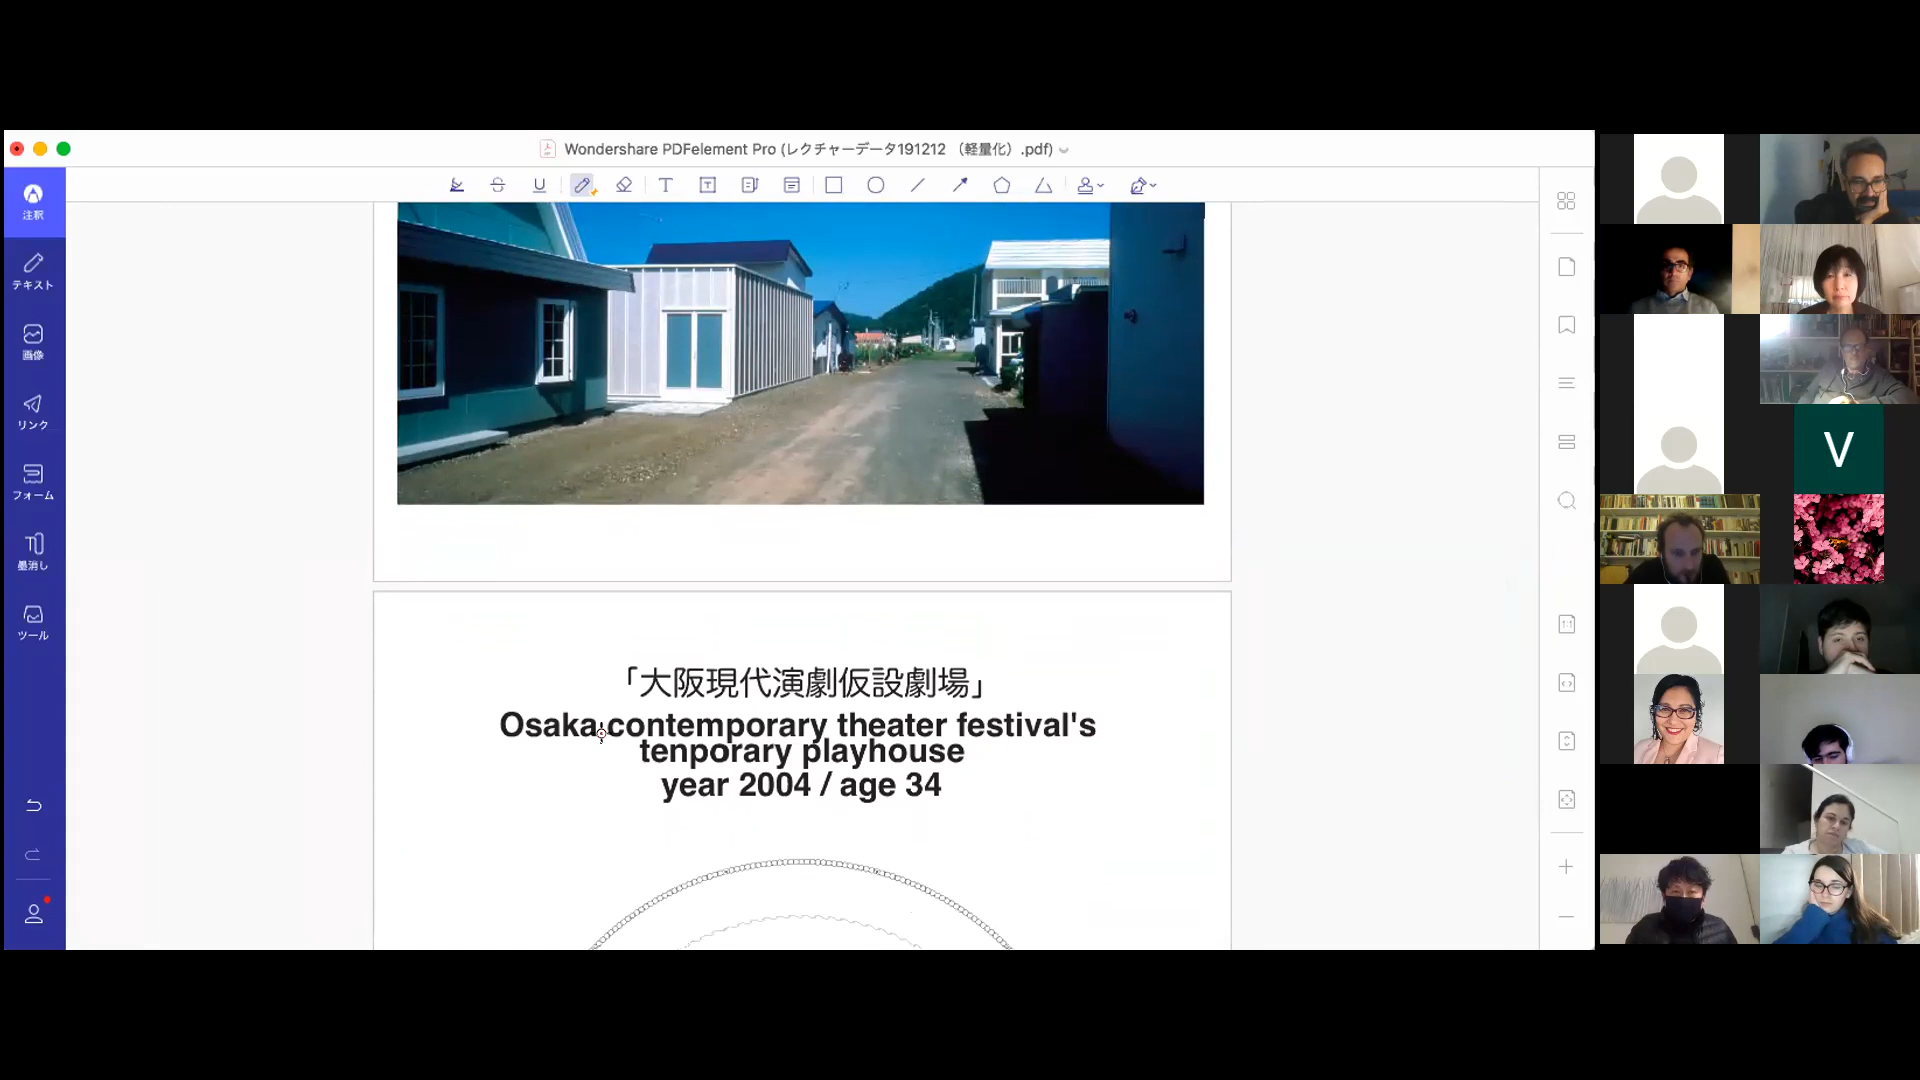 Wondershare PDFelement Pro (レクチャーデータ191212 (軽量化) .pdf)
注釈
テキスト
画像
リンク
フォーム
墨消し
ツール
「大阪現代演劇仮設劇場」
Osaka contemporary theater festival's
tenporary playhouse
year 2004 / age 34
V